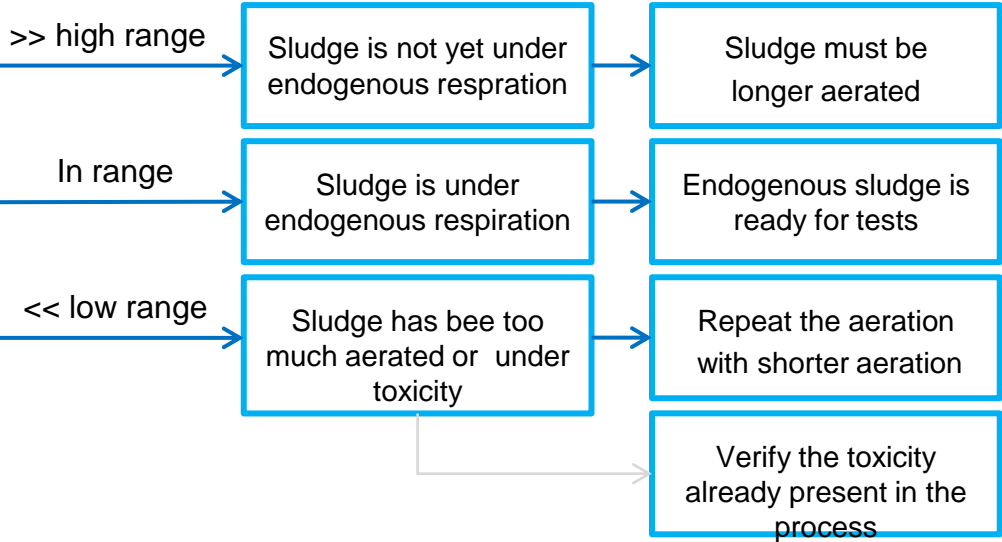 >> high range
Sludge is not yet under
endogenous respration
Sludge must be
longer aerated
In range
Sludge is under
endogenous respiration
Endogenous sludge is
ready for tests
<< low range
Sludge has bee too
much aerated or  under
toxicity
Repeat the aeration
with shorter aeration
Verify the toxicity
already present in the
process